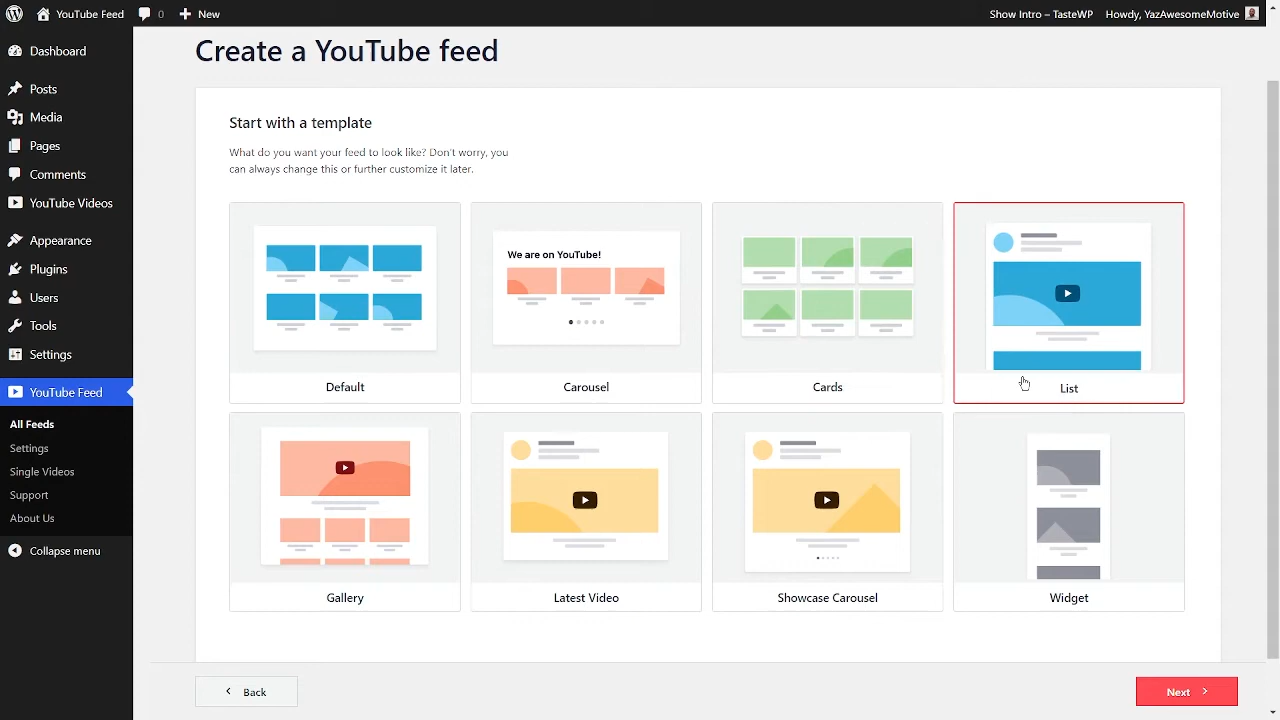 YouTube Feed 0 New Show Intro – TasteWP Howdy, YazAwesomeMotive
Dashboard
Posts
Media
Pages
Comments
YouTube Videos
Appearance
Plugins
Users
Tools
Settings
YouTube Feed
All Feeds
Settings
Single Videos
Support
About Us
Collapse menu
Create a YouTube feed
Start with a template
What do you want your feed to look like? Don't worry, you
can always change this or further customize it later.
We are on YouTube!
Default Carousel Cards List
Gallery Latest Video Showcase Carousel Widget
Back Next